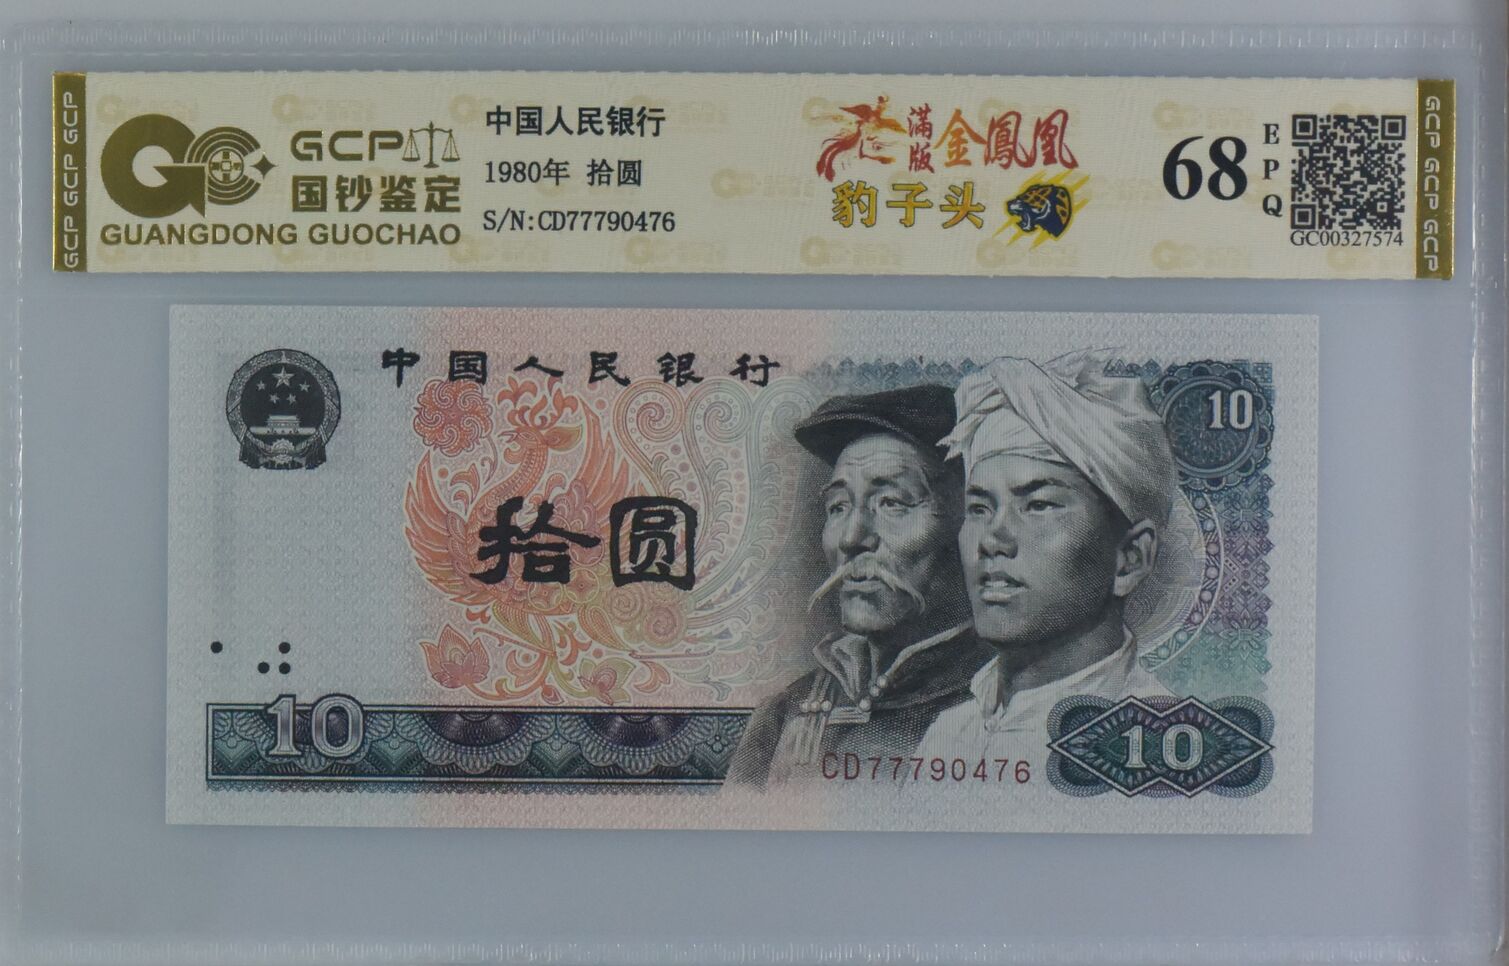 GCP GCP GCP
GCP
国钞鉴定
GUANGDONG GUOCHAO
中国人民银行
1980年 拾圆
S/N:CD77790476
满版 金鳳凰
豹子头
68
EPQ
GC00327574
GCP GCP GCP
中国人民银行
10
拾圆
10
CD77790476
10